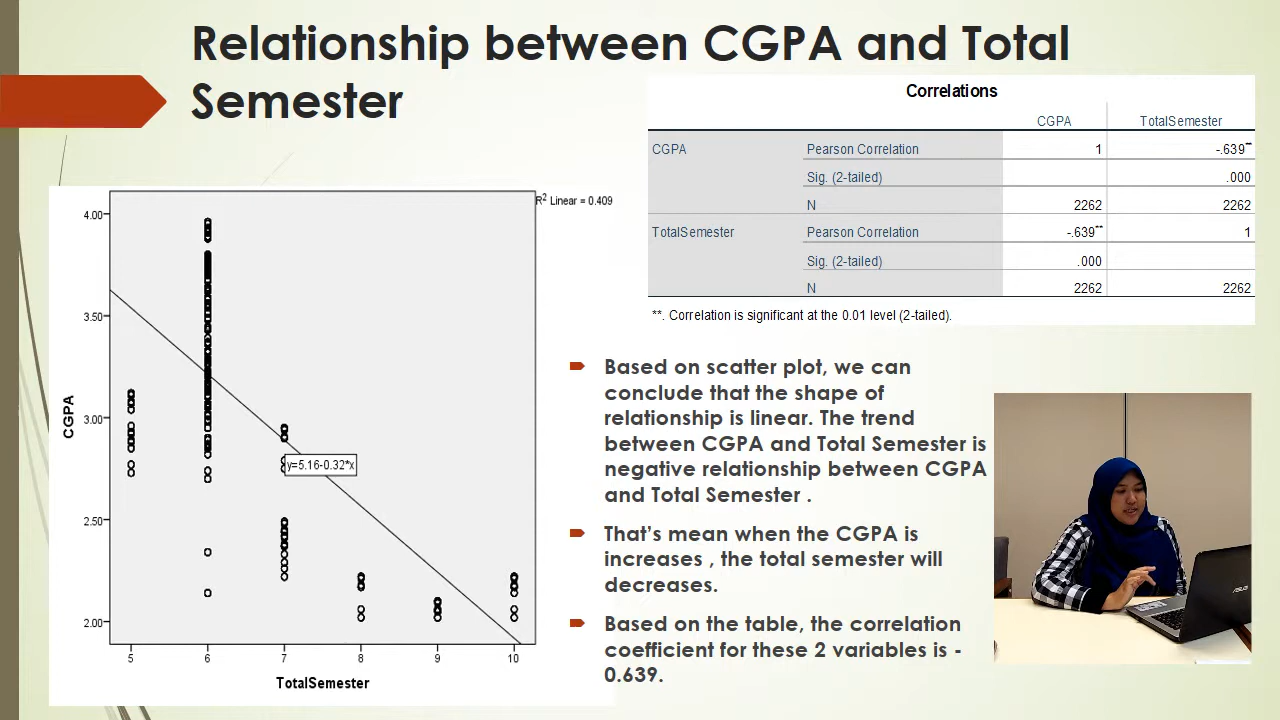 Relationship between CGPA and Total
Semester
Correlations
CGPA TotalSemester
CGPA Pearson Correlation 1 -.639**
Sig. (2-tailed) .000
N 2262 2262
TotalSemester Pearson Correlation -.639** 1
Sig. (2-tailed) .000
N 2262 2262
**. Correlation is significant at the 0.01 level (2-tailed).
R2 Linear = 0.409
4.00
3.50
3.00
2.50
2.00
CGPA
y=5.16-0.32*x
5 6 7 8 9 10
TotalSemester
Based on scatter plot, we can
conclude that the shape of
relationship is linear. The trend
between CGPA and Total Semester is
negative relationship between CGPA
and Total Semester .
That's mean when the CGPA is
increases , the total semester will
decreases.
Based on the table, the correlation
coefficient for these 2 variables is -
0.639.
ASUS